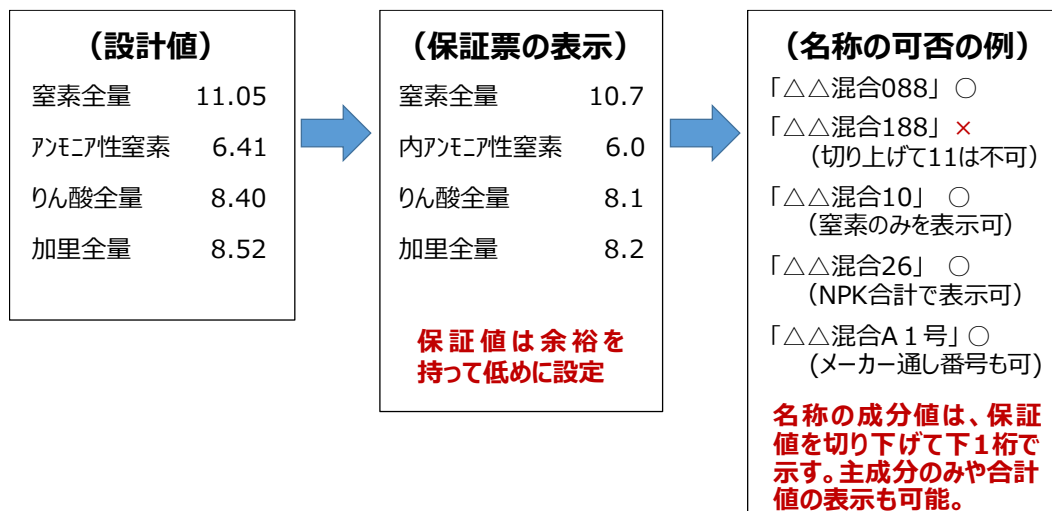 （設計値）
窒素全量 11.05
アンモニア性窒素 6.41
りん酸全量 8.40
加里全量 8.52
（保証票の表示）
窒素全量 10.7
内アンモニア性窒素 6.0
りん酸全量 8.1
加里全量 8.2
保証値は余裕を
持って低めに設定
（名称の可否の例）
「△△混合088」 ○
「△△混合188」 ×
（切り上げて11は不可）
「△△混合10」 ○
（窒素のみを表示可）
「△△混合26」 ○
（NPK合計で表示可）
「△△混合A１号」 ○
(メーカー通し番号も可)
名称の成分値は、保証
値を切り下げて下１桁で
示す。主成分のみや合計
値の表示も可能。